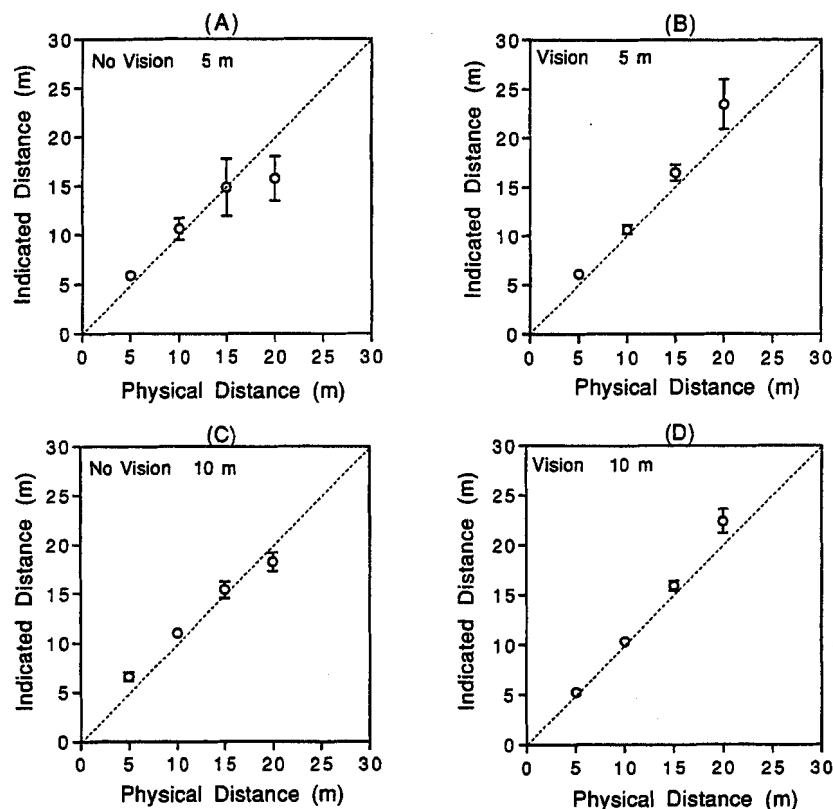 (A)
No Vision 5 m
Indicated Distance (m)
30
25
20
15
10
5
0
0 5 10 15 20 25 30
Physical Distance (m)
(B)
Vision 5 m
Indicated Distance (m)
30
25
20
15
10
5
0
0 5 10 15 20 25 30
Physical Distance (m)
(C)
No Vision 10 m
Indicated Distance (m)
30
25
20
15
10
5
0
0 5 10 15 20 25 30
Physical Distance (m)
(D)
Vision 10 m
Indicated Distance (m)
30
25
20
15
10
5
0
0 5 10 15 20 25 30
Physical Distance (m)